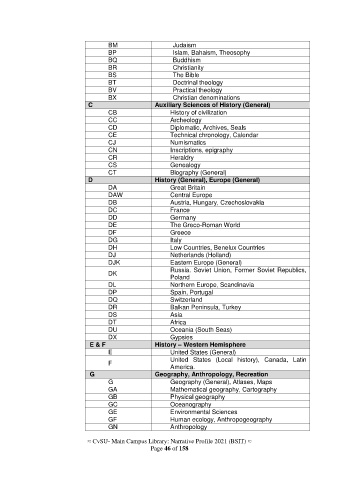 BM Judaism
BP Islam, Bahaism, Theosophy
BQ Buddhism
BR Christianity
BS The Bible
BT Doctrinal theology
BV Practical theology
BX Christian denominations
C Auxiliary Sciences of History (General)
CB History of civilization
CC Archeology
CD Diplomatic, Archives, Seals
CE Technical chronology, Calendar
CJ Numismatics
CN Inscriptions, epigraphy
CR Heraldry
CS Genealogy
CT Biography (General)
D History (General), Europe (General)
DA Great Britain
DAW Central Europe
DB Austria, Hungary, Czechoslovakia
DC France
DD Germany
DE The Greco-Roman World
DF Greece
DG Italy
DH Low Countries, Benelux Countries
DJ Netherlands (Holland)
DJK Eastern Europe (General)
DK Russia. Soviet Union, Former Soviet Republics,
Poland
DL Northern Europe, Scandinavia
DP Spain, Portugal
DQ Switzerland
DR Balkan Peninsula, Turkey
DS Asia
DT Africa
DU Oceania (South Seas)
DX Gypsies
E & F History – Western Hemisphere
E United States (General)
F United States (Local history), Canada, Latin
America.
G Geography, Anthropology, Recreation
G Geography (General), Atlases, Maps
GA Mathematical geography, Cartography
GB Physical geography
GC Oceanography
GE Environmental Sciences
GF Human ecology, Anthropogeography
GN Anthropology
≈ CvSU- Main Campus Library: Narrative Profile 2021 (BSIT) ≈
Page 46 of 158